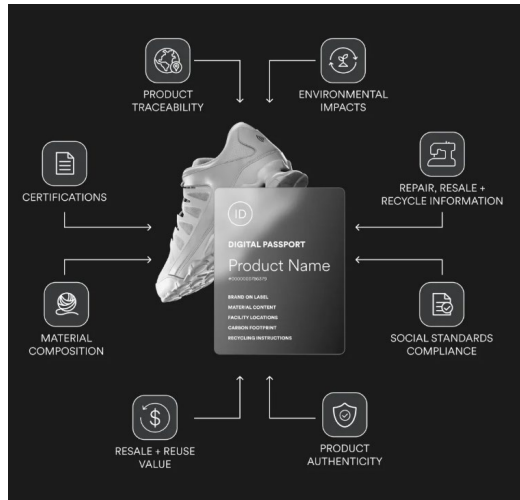 PRODUCT
TRACEABILITY
ENVIRONMENTAL
IMPACTS
CERTIFICATIONS
REPAIR, RESALE +
RECYCLE INFORMATION
ID
DIGITAL PASSPORT
Product Name
BRAND ON LABEL
MATERIAL CONTENT
FACILITY LOCATIONS
CARBON FOOTPRINT
RECYCLING INSTRUCTIONS
MATERIAL
COMPOSITION
SOCIAL STANDARDS
COMPLIANCE
$
RESALE + REUSE
VALUE
PRODUCT
AUTHENTICITY